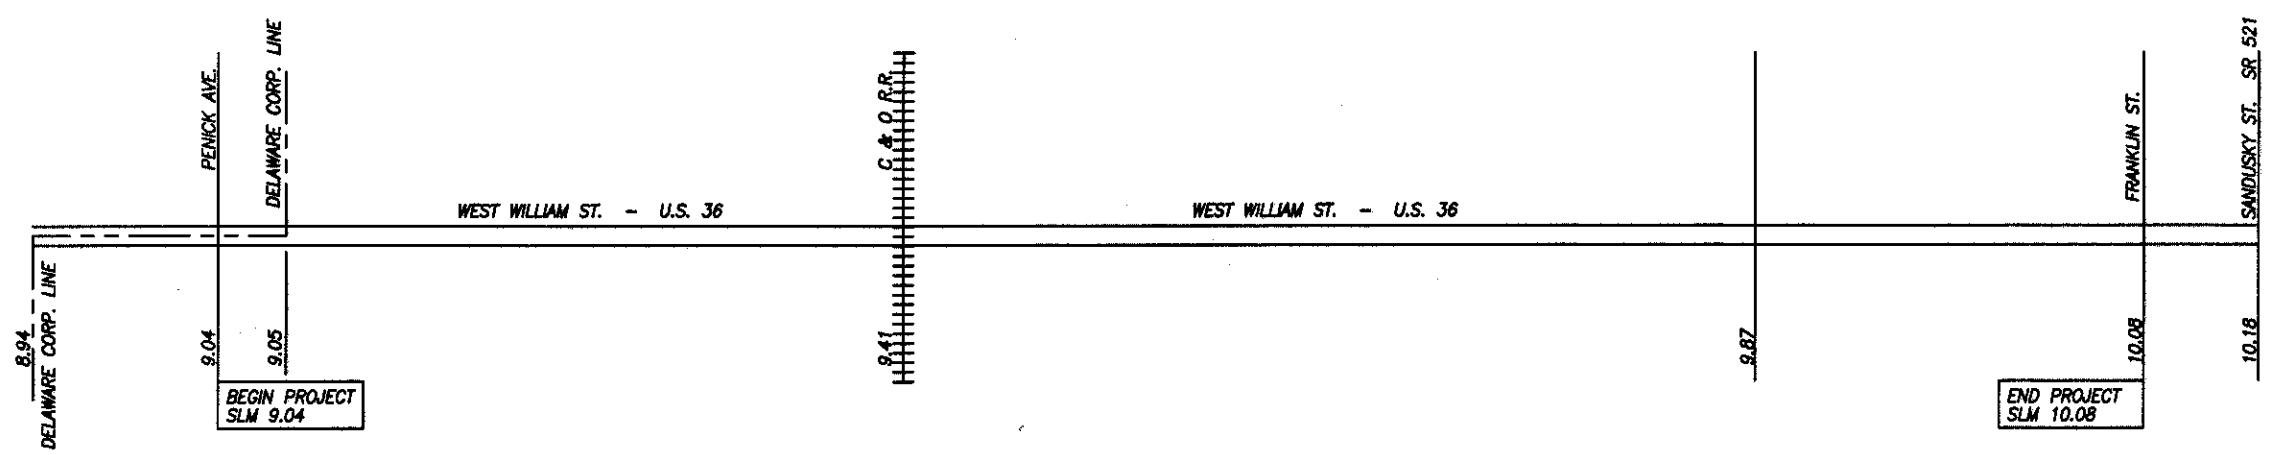 8.94
DELAWARE CORP. LINE
PENICK AVE.
9.04
DELAWARE CORP. LINE
9.05
BEGIN PROJECT
SLM 9.04
WEST WILLIAM ST. - U.S. 36
C & O R.R.
9.41
WEST WILLIAM ST. - U.S. 36
9.87
FRANKLIN ST.
10.08
END PROJECT
SLM 10.08
SANDUSKY ST. SR 521
10.18